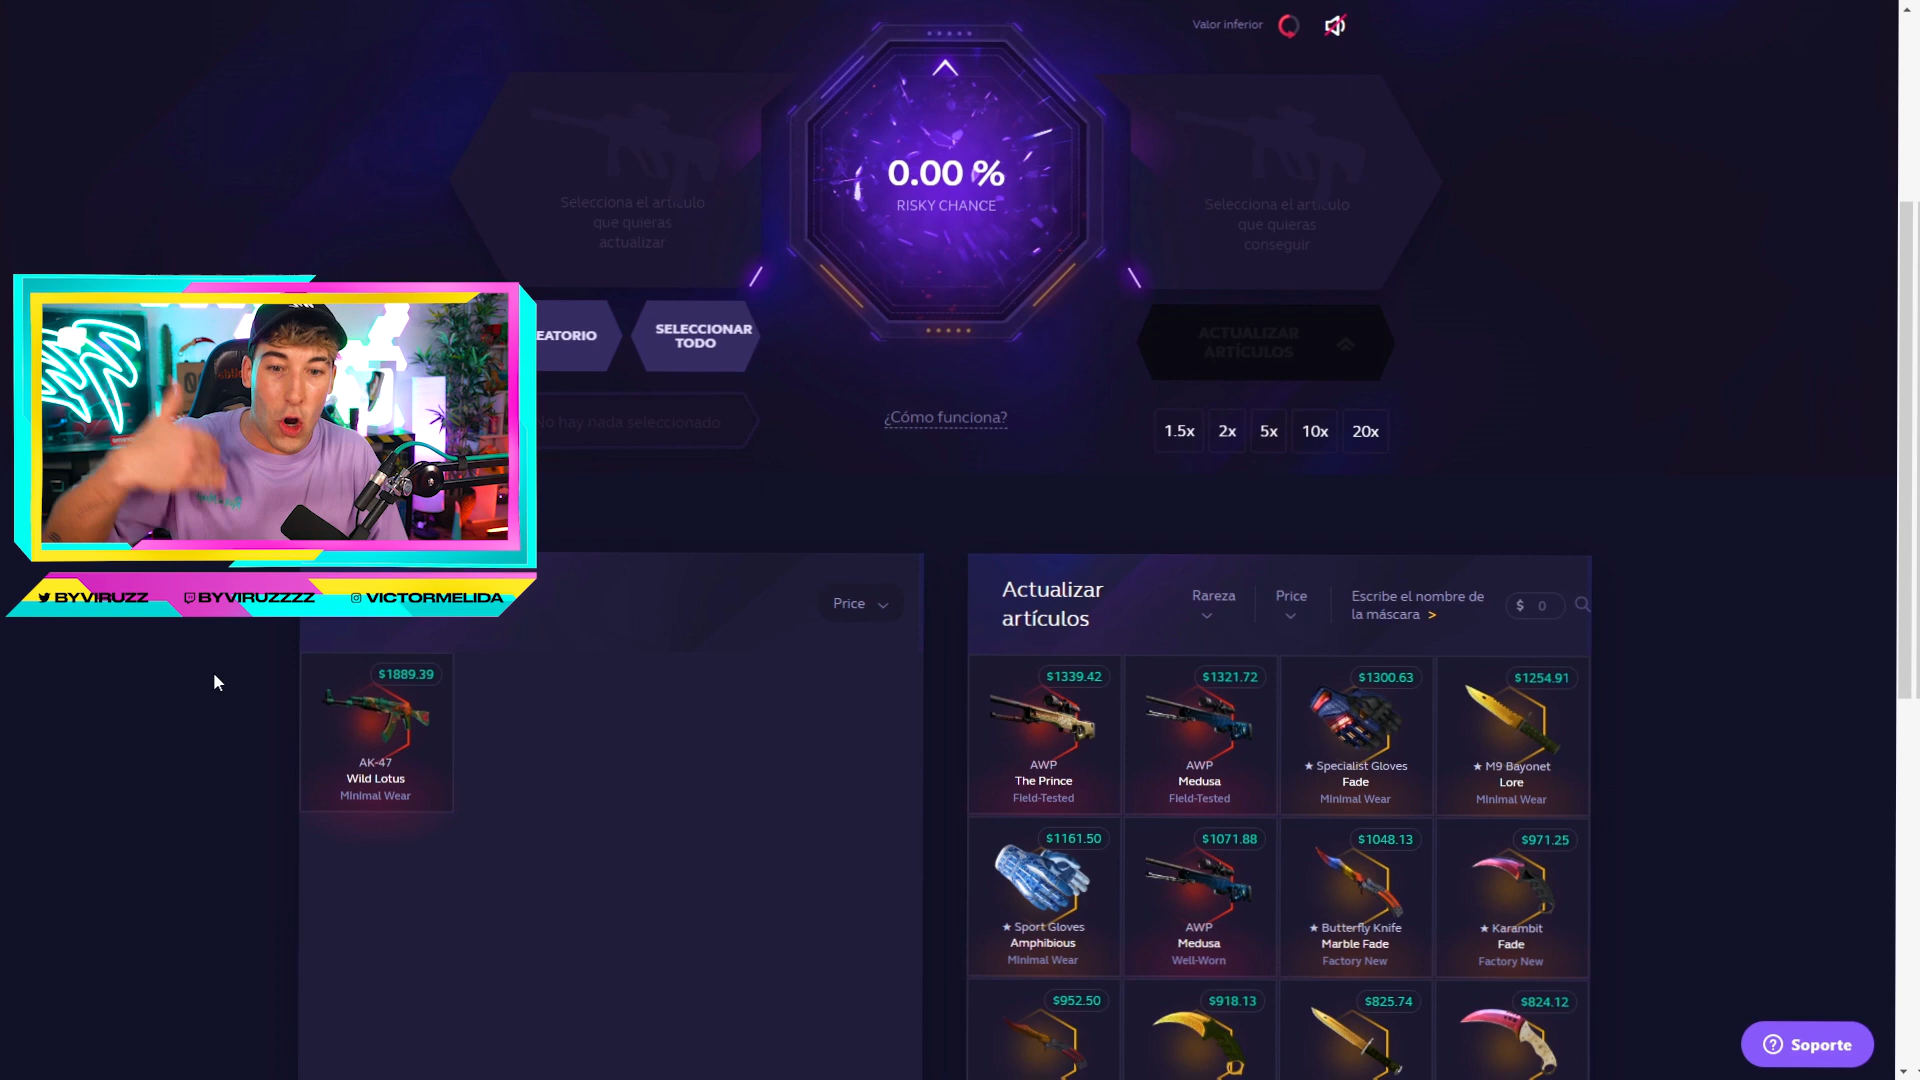 Valor inferior
0.00 %
RISKY CHANCE
Selecciona el artículo
que quieras
actualizar
Selecciona el artículo
que quieras
conseguir
EATORIO
SELECCIONAR
TODO
ACTUALIZAR
ARTÍCULOS
No hay nada seleccionado
¿Cómo funciona?
1.5x 2x 5x 10x 20x
BYVIRUZZ BYVIRUZZZZ VICTORMELIDA
Price
Actualizar
artículos
Rareza
Price
Escribe el nombre de
la máscara >
$ 0
$1889.39
AK-47
Wild Lotus
Minimal Wear
$1339.42
AWP
The Prince
Field-Tested
$1321.72
AWP
Medusa
Field-Tested
$1300.63
★ Specialist Gloves
Fade
Minimal Wear
$1254.91
★ M9 Bayonet
Lore
Minimal Wear
$1161.50
★ Sport Gloves
Amphibious
Minimal Wear
$1071.88
AWP
Medusa
Well-Worn
$1048.13
★ Butterfly Knife
Marble Fade
Factory New
$971.25
★ Karambit
Fade
Factory New
$952.50
$918.13
$825.74
$824.12
Soporte